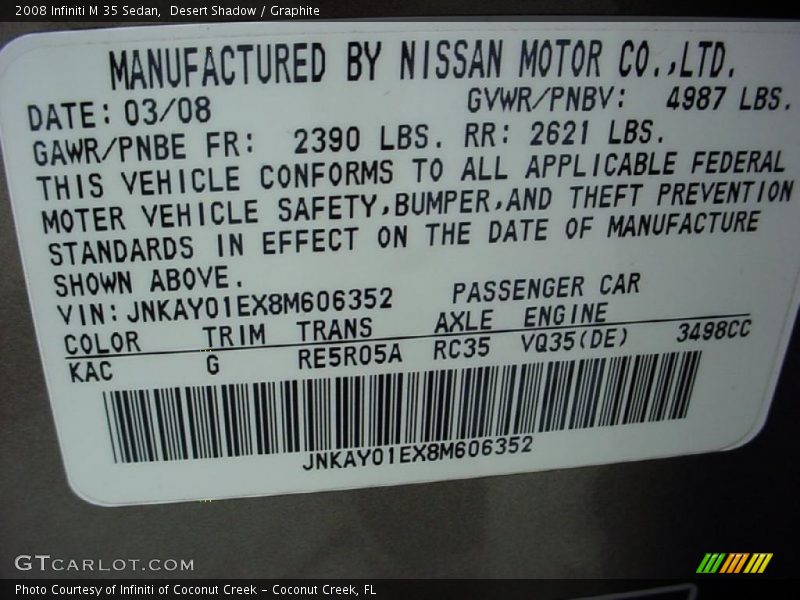 2008 Infiniti M 35 Sedan,  Desert Shadow / Graphite
MANUFACTURED BY NISSAN MOTOR CO.,LTD.
DATE: 03/08 GVWR/PNBV: 4987 LBS.
GAWR/PNBE FR: 2390 LBS. RR: 2621 LBS.
THIS VEHICLE CONFORMS TO ALL APPLICABLE FEDERAL
MOTER VEHICLE SAFETY,BUMPER,AND THEFT PREVENTION
STANDARDS IN EFFECT ON THE DATE OF MANUFACTURE
SHOWN ABOVE.
VIN: JNKAY01EX8M606352 PASSENGER CAR
COLOR TRIM TRANS AXLE ENGINE
KAC G RE5R05A RC35 VQ35(DE) 3498CC
JNKAY01EX8M606352
GTCARLOT.COM
Photo Courtesy of Infiniti of Coconut Creek - Coconut Creek, FL